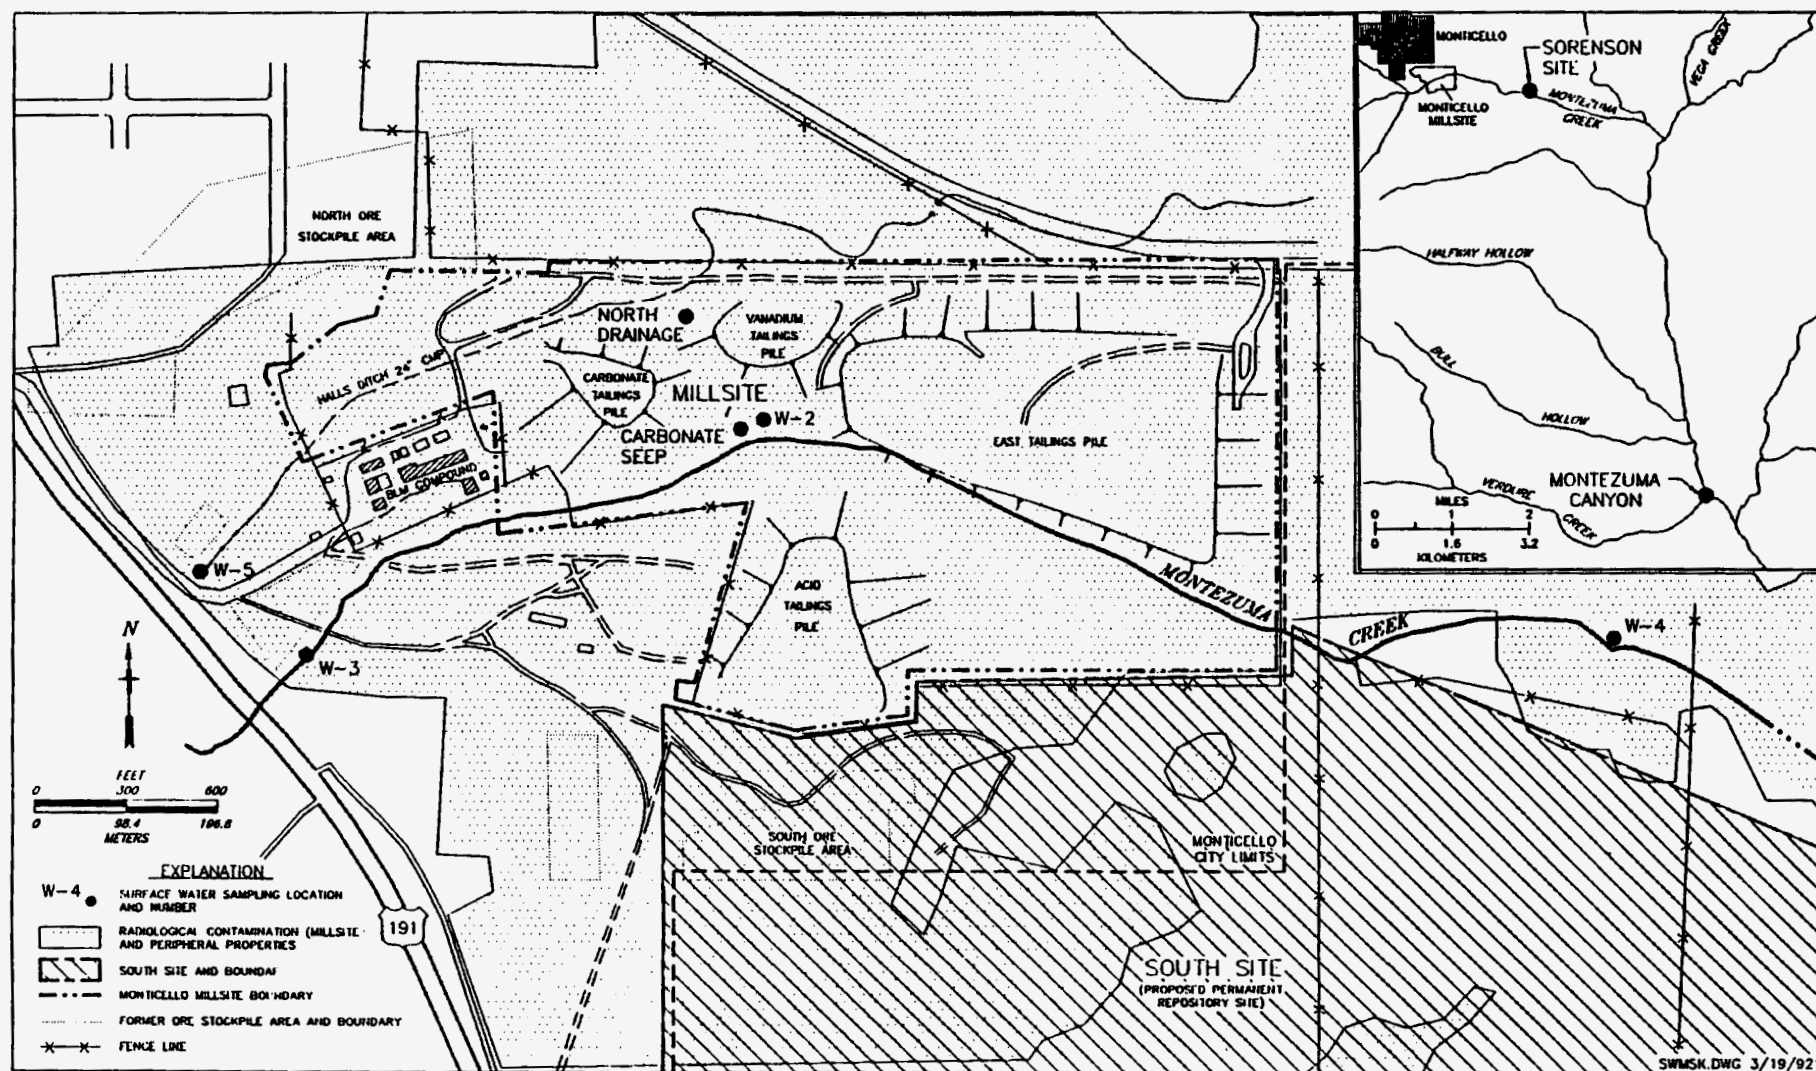 NORTH ORE
STOCKPILE AREA
HALLS DITCH 24" CMP
NORTH
DRAINAGE
VANADIUM
TAILINGS
PILE
CARBONATE
TAILINGS
PILE
MILLSITE
W-2
CARBONATE
SEEP
EAST TAILINGS PILE
BLM COMPOUND
W-5
W-3
ACID
TAILINGS
PILE
MONTEZUMA
CREEK
W-4
SOUTH ORE
STOCKPILE AREA
MONTICELLO
CITY LIMITS
SOUTH SITE
(PROPOSED PERMANENT
REPOSITORY SITE)
191
N
FEET
0 300 600
0 98.4 196.8
METERS
EXPLANATION
W-4 SURFACE WATER SAMPLING LOCATION
AND NUMBER
RADIOLOGICAL CONTAMINATION (MILLSITE
AND PERIPHERAL PROPERTIES
SOUTH SITE AND BOUNDAR
MONTICELLO MILLSITE BOUNDARY
FORMER ORE STOCKPILE AREA AND BOUNDARY
FENCE LINE
MONTICELLO
SORENSON
SITE
VEGA CREEK
MONTICELLO
MILLSITE
MONTEZUMA
CREEK
HALFWAY HOLLOW
BULL
HOLLOW
MONTEZUMA
CANYON
VERDURE
CREEK
MILES
0 1 2
0 1.6 3.2
KILOMETERS
SWMSK.DWG 3/19/92